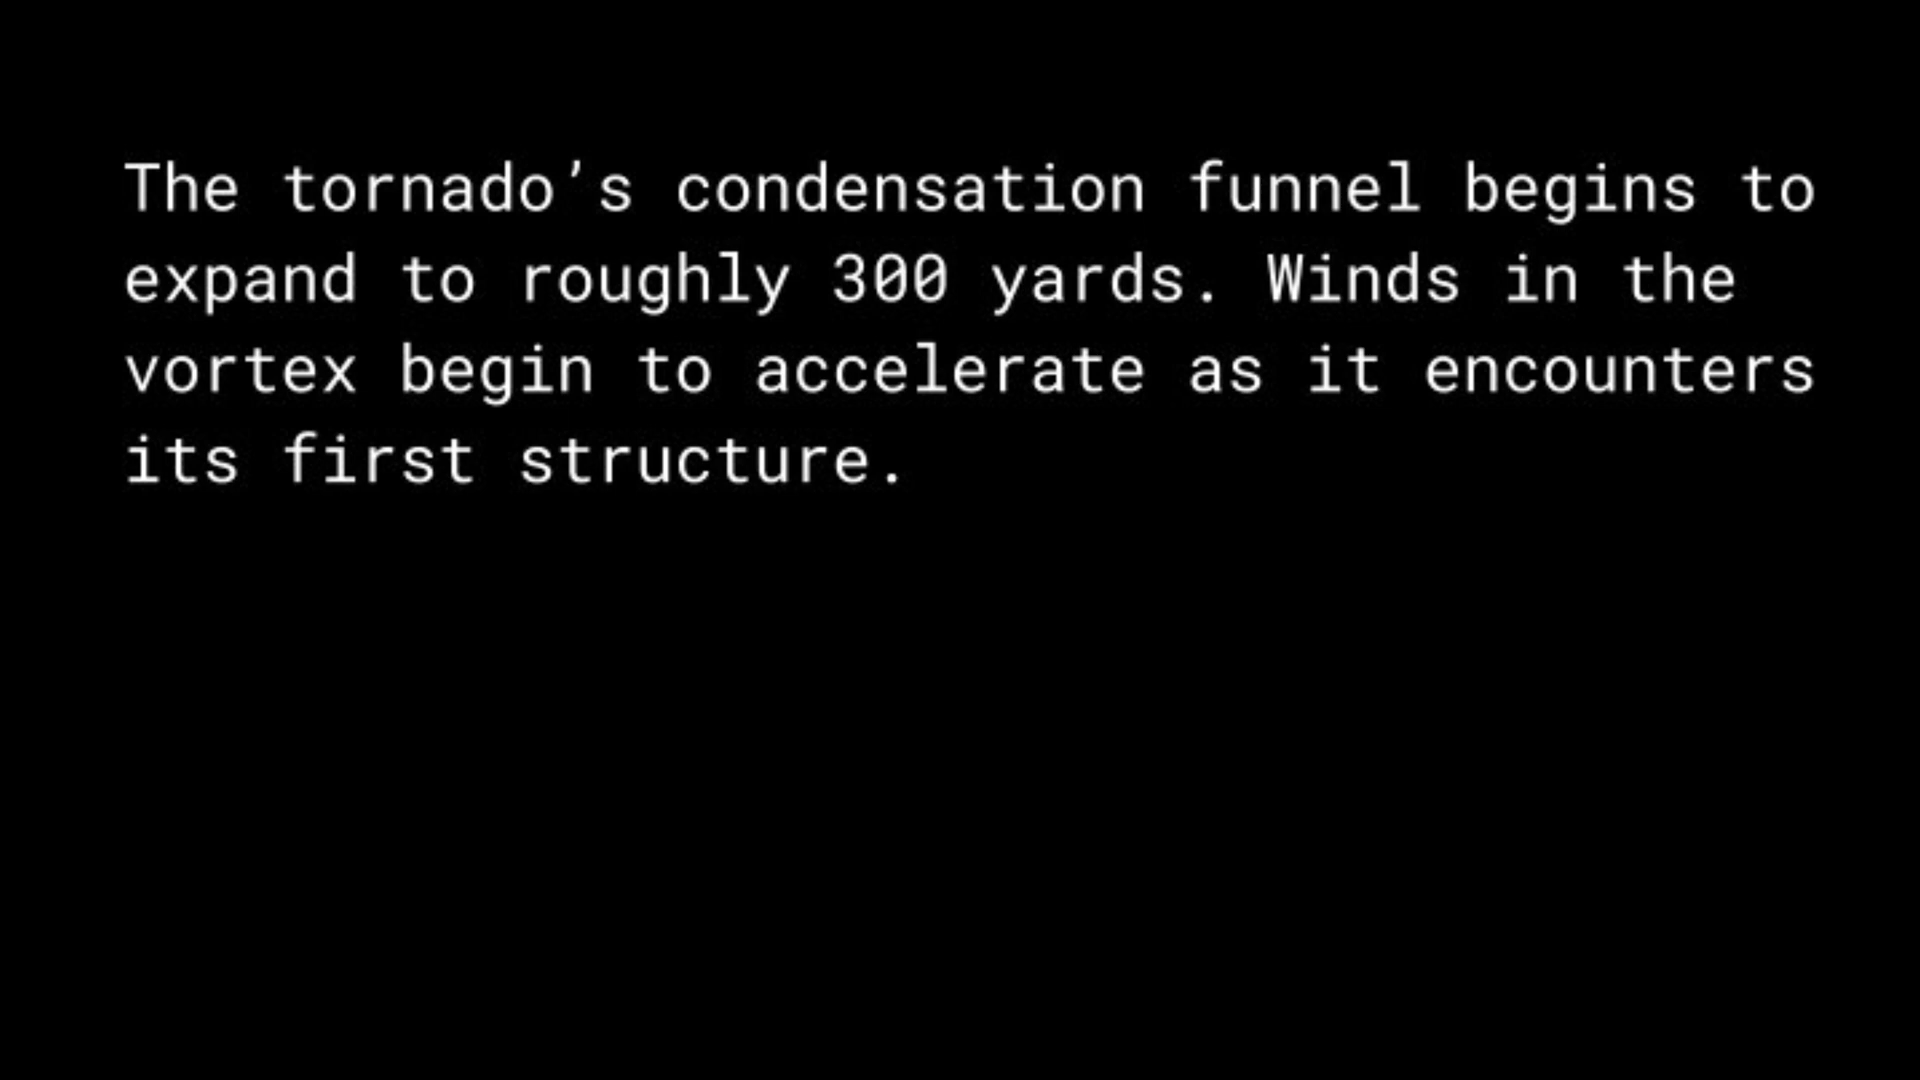 The tornado’s condensation funnel begins to
expand to roughly 300 yards. Winds in the
vortex begin to accelerate as it encounters
its first structure.